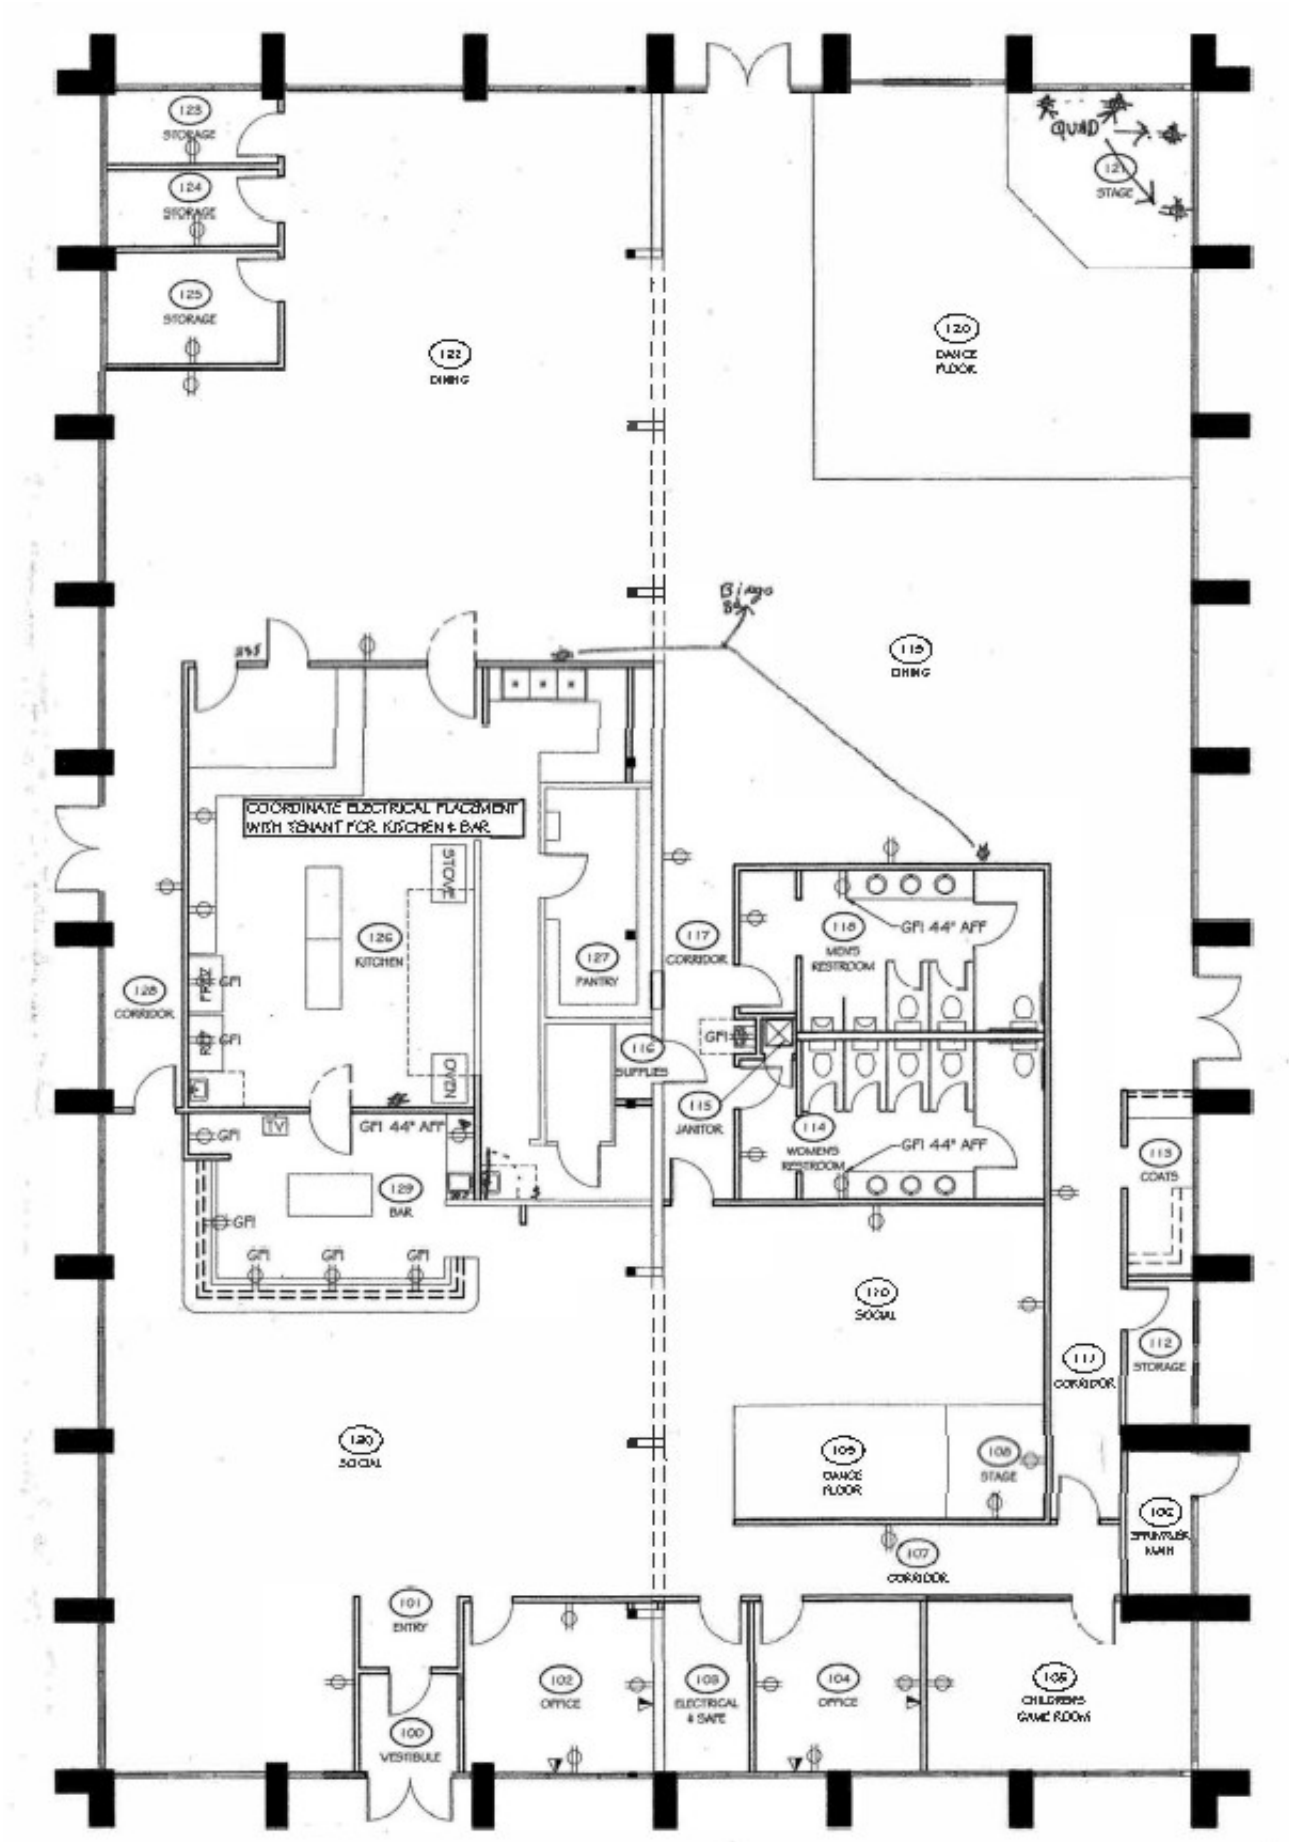 123
STORAGE
QUAD
124
STORAGE
121
STAGE
125
STORAGE
120
DANCE
FLOOR
122
DINING
Bingo
119
DINING
COORDINATE ELECTRICAL PLACEMENT
WITH TENANT FOR KITCHEN & BAR
STOVE
118
MEN'S
RESTROOM
GFI 44" AFF
117
CORRIDOR
126
KITCHEN
127
PANTRY
128
CORRIDOR
FREZ
GFI
REF
GFI
GFI
116
SUPPLIES
OVEN
115
JANITOR
114
WOMEN'S
RESTROOM
GFI 44" AFF
TV
GFI 44" AFF
GFI
113
COATS
129
BAR
GFI
GFI
GFI
GFI
110
SOCIAL
112
STORAGE
111
CORRIDOR
130
SOCIAL
109
DANCE
FLOOR
108
STAGE
106
SPRINKLER
MAIN
107
CORRIDOR
101
ENTRY
102
OFFICE
103
ELECTRICAL
& SAFE
104
OFFICE
105
CHILDREN'S
GAME ROOM
100
VESTIBULE